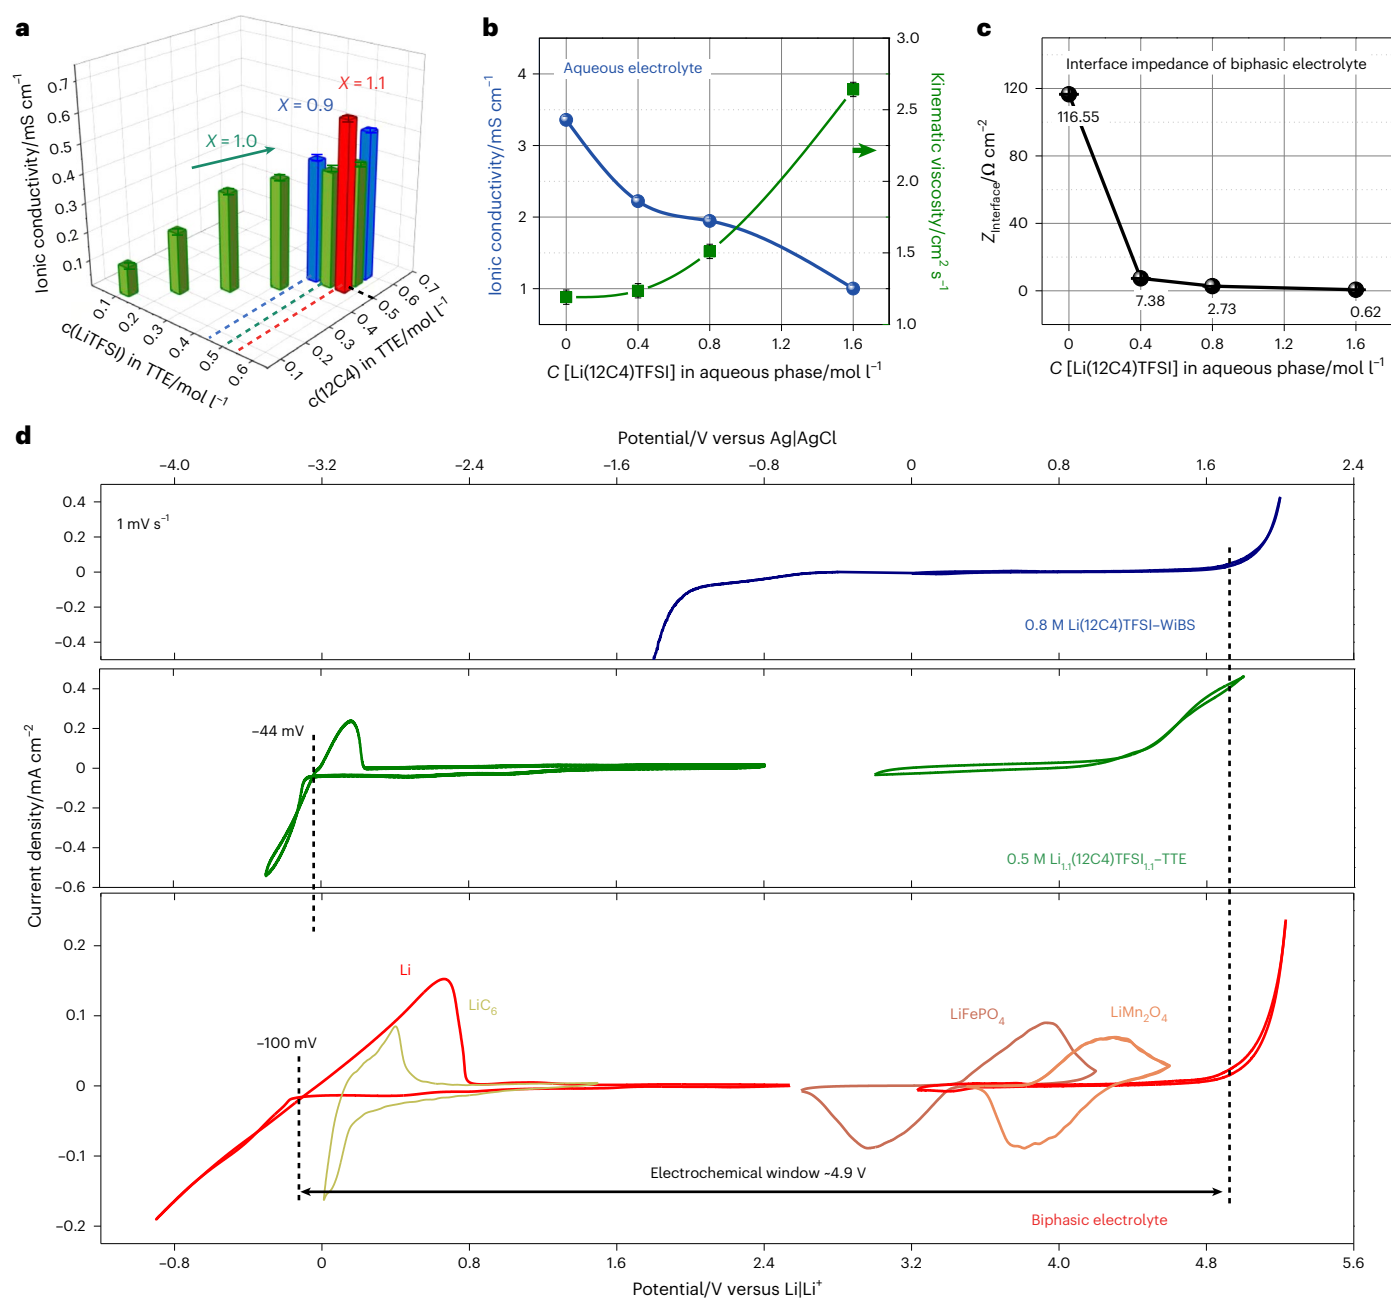 a
Ionic conductivity/mS cm⁻¹
0.7
0.6
0.5
0.4
0.3
0.2
0.1
X = 1.0
X = 0.9
X = 1.1
0.1
0.2
0.3
0.4
0.5
0.6
c(LiTFSI) in TTE/mol l⁻¹
0.1
0.2
0.3
0.4
0.5
0.6
0.7
c(12C4) in TTE/mol l⁻¹
b
Aqueous electrolyte
Ionic conductivity/mS cm⁻¹
4
3
2
1
Kinematic viscosity/cm² s⁻¹
3.0
2.5
2.0
1.5
1.0
0
0.4
0.8
1.2
1.6
C [Li(12C4)TFSI] in aqueous phase/mol l⁻¹
c
Interface impedance of biphasic electrolyte
Z_Interface/Ω cm⁻²
120
80
40
0
116.55
7.38
2.73
0.62
0
0.4
0.8
1.2
1.6
C [Li(12C4)TFSI] in aqueous phase/mol l⁻¹
d
Potential/V versus Ag|AgCl
−4.0
−3.2
−2.4
−1.6
−0.8
0
0.8
1.6
2.4
0.4
0.2
0
−0.2
−0.4
1 mV s⁻¹
0.8 M Li(12C4)TFSI–WiBS
Current density/mA cm⁻²
0.4
0.2
0
−0.2
−0.4
−0.6
−44 mV
0.5 M Li₁.₁(12C4)TFSI₁.₁–TTE
0.2
0.1
0
−0.1
−0.2
−100 mV
Li
LiC₆
LiFePO₄
LiMn₂O₄
Electrochemical window ~4.9 V
Biphasic electrolyte
−0.8
0
0.8
1.6
2.4
3.2
4.0
4.8
5.6
Potential/V versus Li|Li⁺